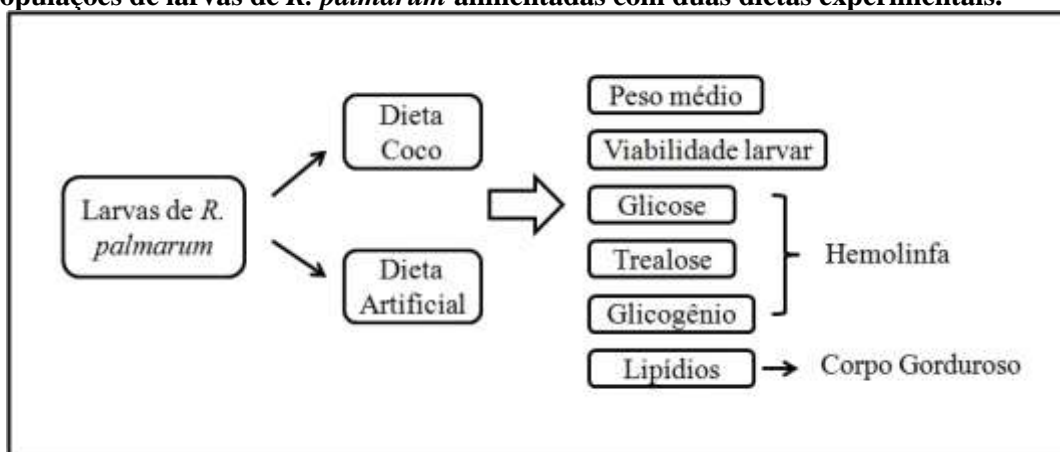 opulações de larvas de R. palmarum alimentadas com duas dietas experimentais.
Larvas de R.
palmarum
Dieta
Coco
Dieta
Artificial
Peso médio
Viabilidade larvar
Glicose
Trealose
Glicogênio
Lipídios
Hemolinfa
Corpo Gorduroso